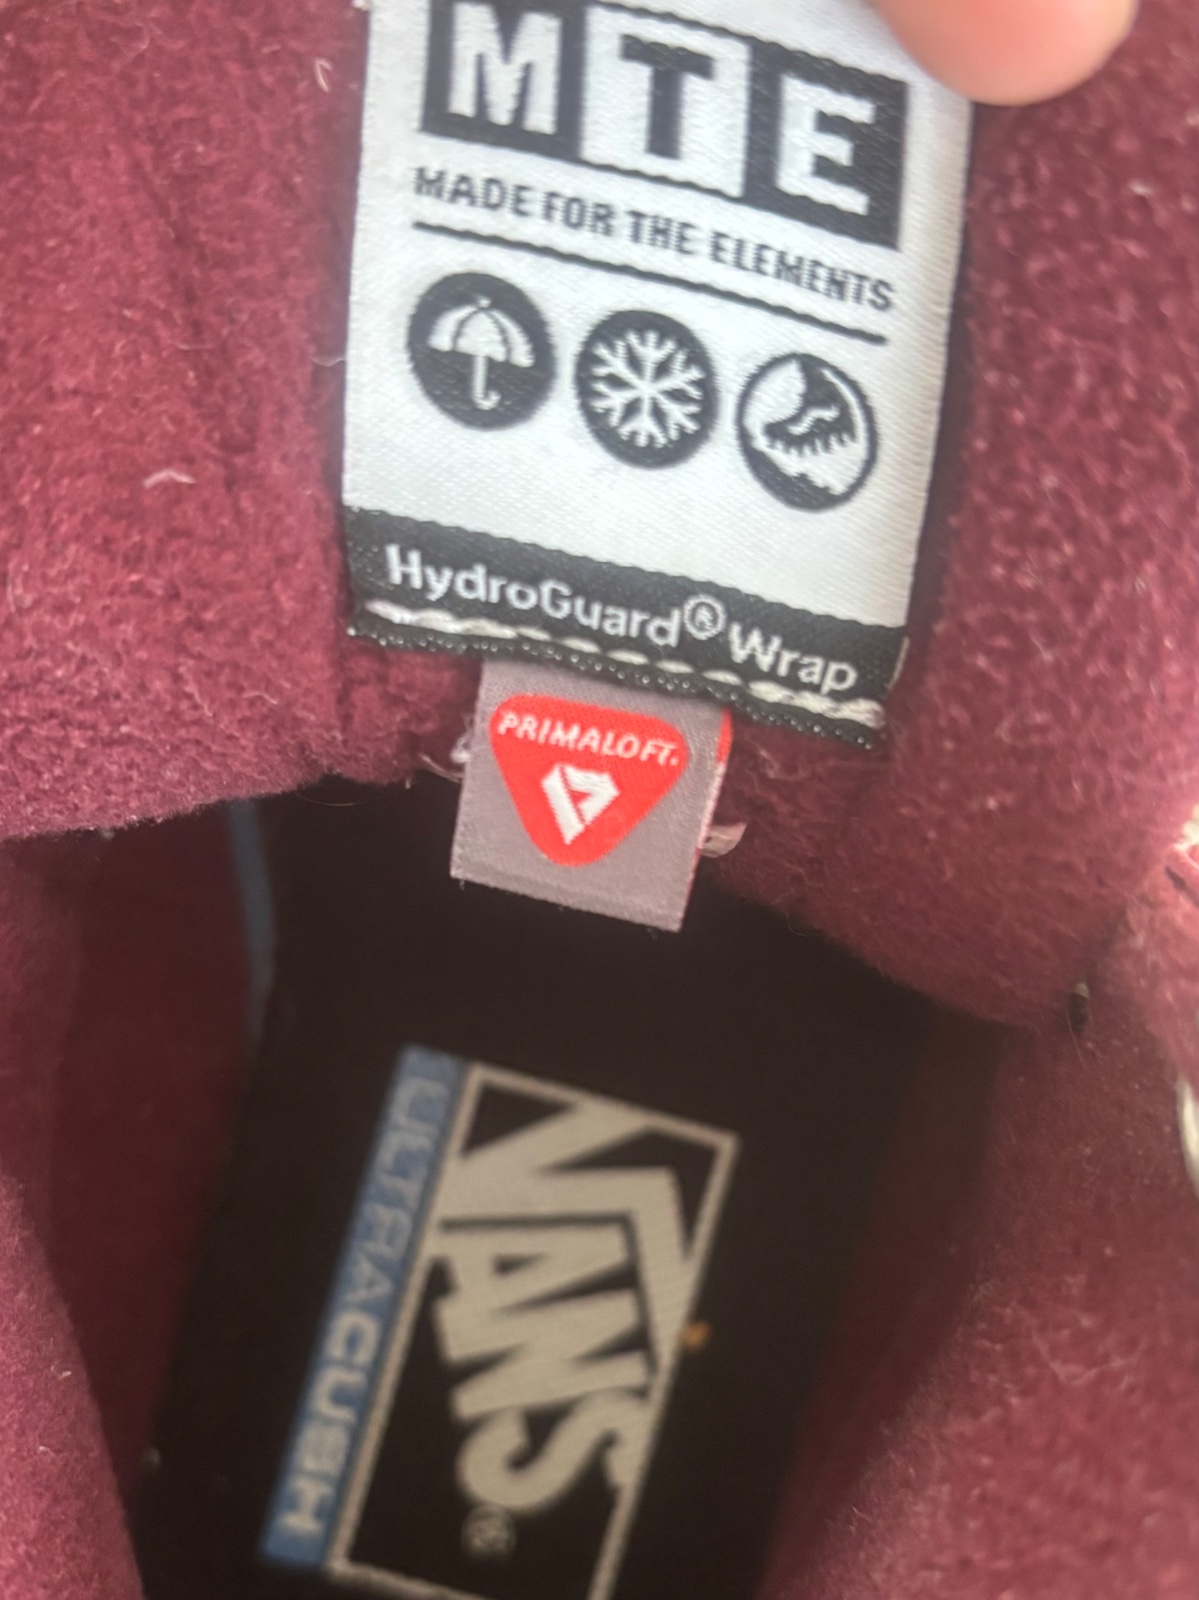 MTE
MADE FOR THE ELEMENTS
HydroGuard® Wrap
PRIMALOFT.
VANS
®
ULTRACUSH